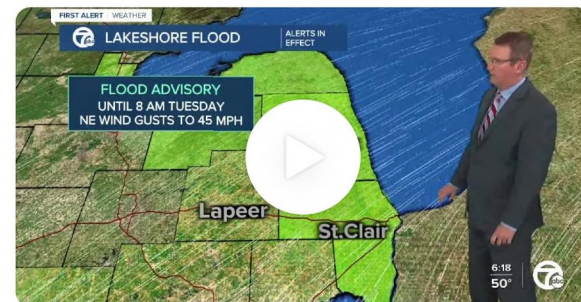 FIRST ALERT WEATHER
7 abc LAKESHORE FLOOD
ALERTS IN
EFFECT
FLOOD ADVISORY
UNTIL 8 AM TUESDAY
NE WIND GUSTS TO 45 MPH
Lapeer
St.Clair
6:18
50°
7 abc